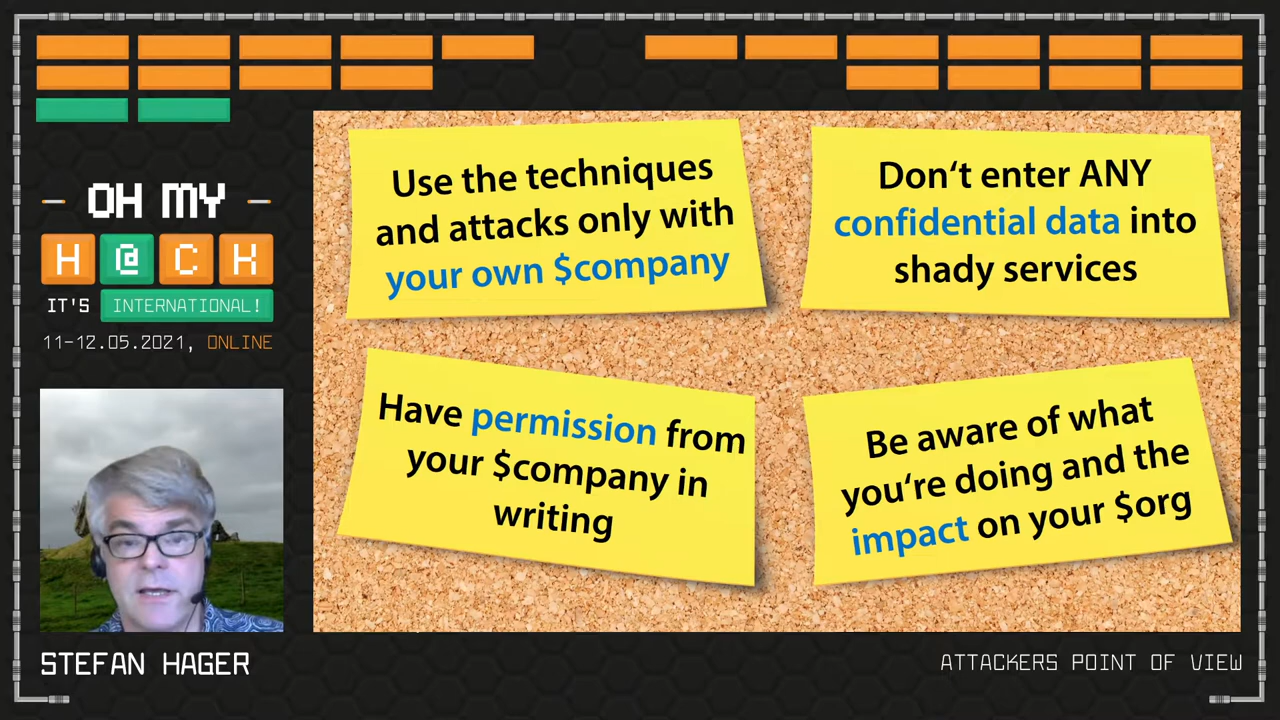 OH MY
H@CK
IT'S INTERNATIONAL!
11-12.05.2021, ONLINE
Use the techniques
and attacks only with
your own $company
Don‘t enter ANY
confidential data into
shady services
Have permission from
your $company in
writing
Be aware of what
you‘re doing and the
impact on your $org
STEFAN HAGER
ATTACKERS POINT OF VIEW